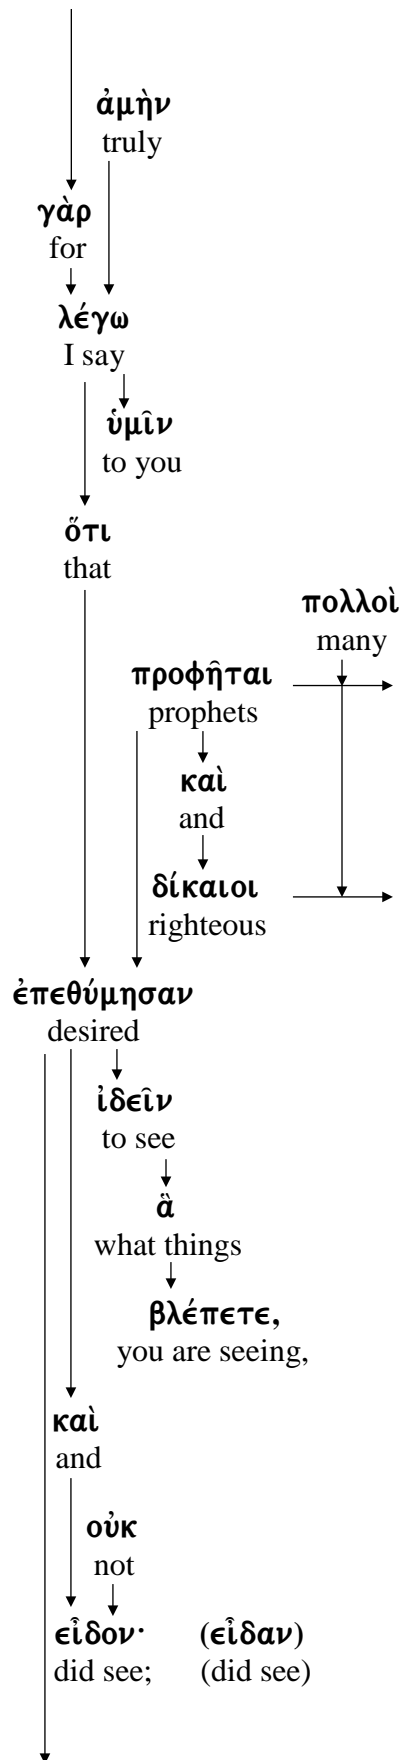 ἀμὴν
truly
γὰρ
for
λέγω
I say
ὑμῖν
to you
ὅτι
that
πολλοὶ
many
προφῆται
prophets
καὶ
and
δίκαιοι
righteous
ἐπεθύμησαν
desired
ἰδεῖν
to see
ἃ
what things
βλέπετε,
you are seeing,
καὶ
and
οὐκ
not
εἶδον· (εἶδαν)
did see; (did see)